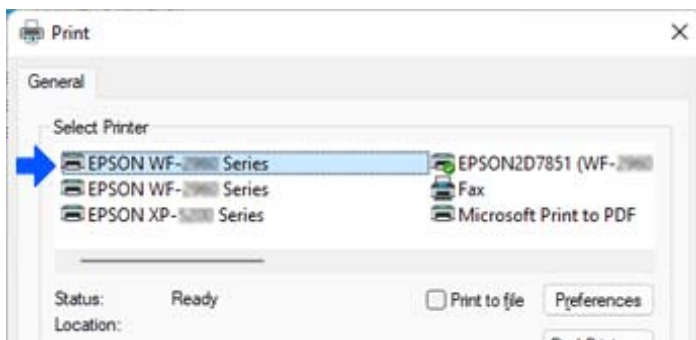 Print
General
Select Printer
EPSON WF- Series
EPSON2D7851 (WF-
EPSON WF- Series
Fax
EPSON XP- Series
Microsoft Print to PDF
Status: Ready
Print to file
Preferences
Location: